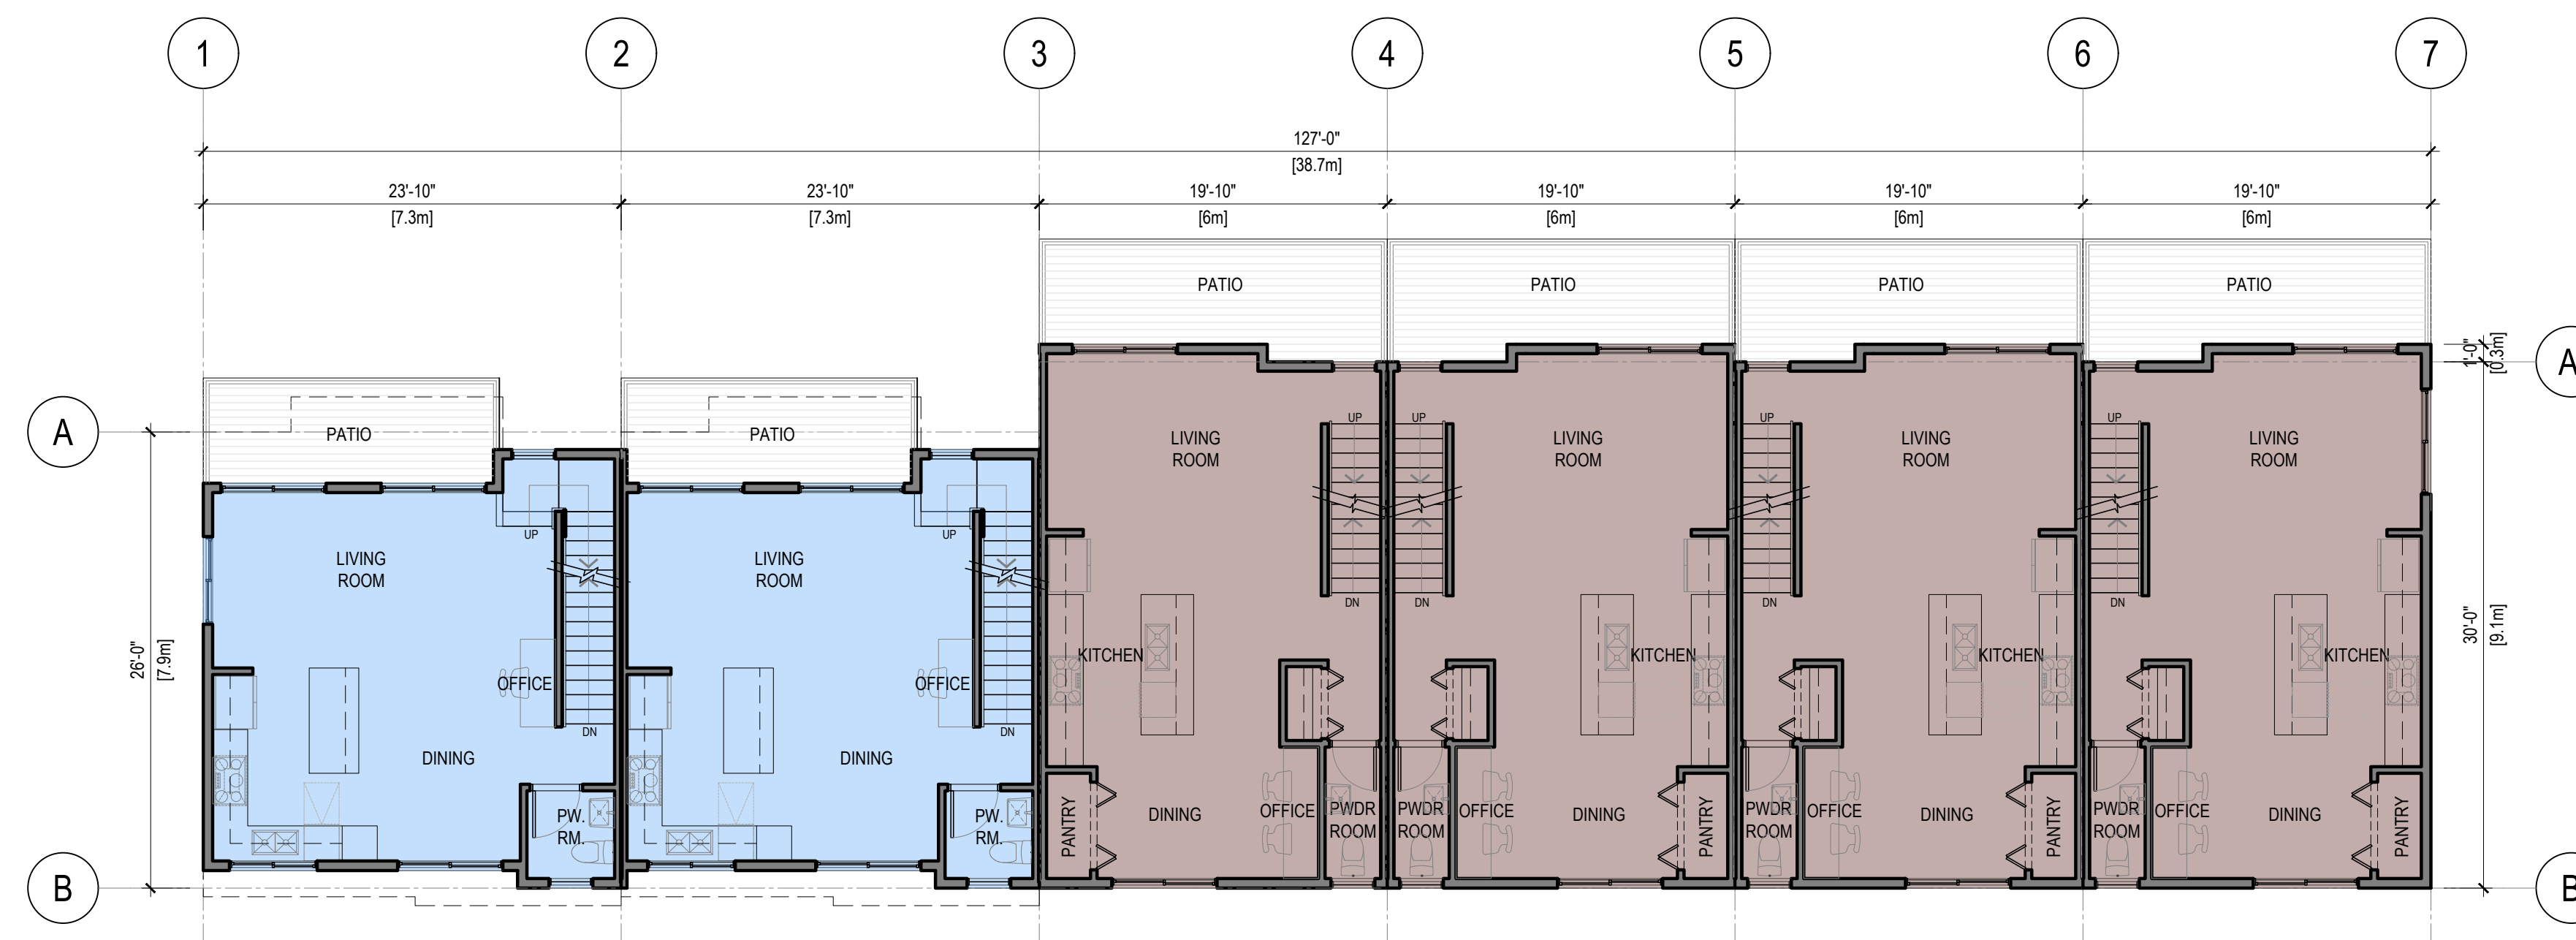 1
2
3
4
5
6
7
127'-0"
[38.7m]
23'-10"
23'-10"
19'-10"
19'-10"
19'-10"
19'-10"
[7.3m]
[7.3m]
[6m]
[6m]
[6m]
[6m]
PATIO
PATIO
PATIO
PATIO
1'-0"
[0.3m]
A
A
PATIO
PATIO
UP
UP
UP
UP
LIVING
ROOM
LIVING
ROOM
LIVING
ROOM
LIVING
ROOM
UP
UP
LIVING
ROOM
LIVING
ROOM
DN
DN
DN
DN
26'-0"
[7.9m]
30'-0"
[9.1m]
KITCHEN
KITCHEN
KITCHEN
KITCHEN
OFFICE
OFFICE
DN
DN
DINING
DINING
PW.
RM.
PW.
RM.
PANTRY
DINING
OFFICE
PWDR
ROOM
PWDR
ROOM
OFFICE
DINING
PANTRY
PWDR
ROOM
OFFICE
DINING
PANTRY
PWDR
ROOM
OFFICE
DINING
PANTRY
B
B